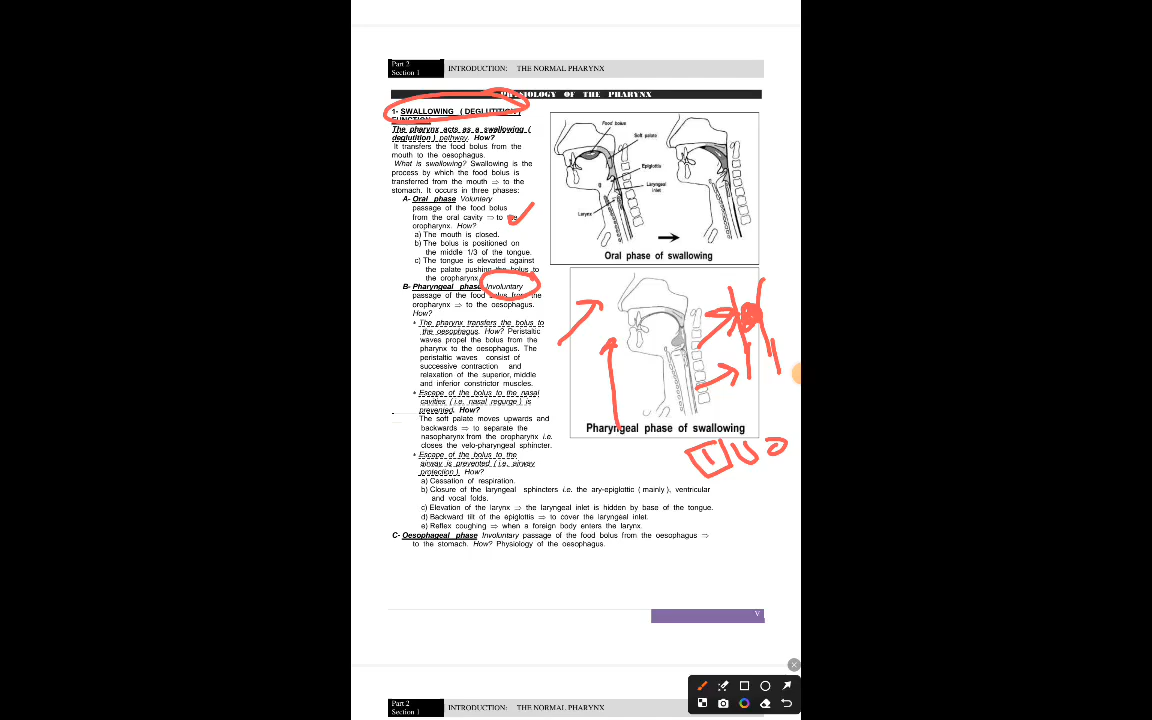 Part 2
Section 1
INTRODUCTION: THE NORMAL PHARYNX
PHYSIOLOGY OF THE PHARYNX
1- SWALLOWING ( DEGLUTITION )
FUNCTION
The pharynx acts as a swallowing (
deglutition ) pathway. How?
It transfers the food bolus from the
mouth to the oesophagus.
What is swallowing? Swallowing is the
process by which the food bolus is
transferred from the mouth ⇒ to the
stomach. It occurs in three phases:
A- Oral phase Voluntary
passage of the food bolus
from the oral cavity ⇒ to the
oropharynx. How?
a) The mouth is closed.
b) The bolus is positioned on
the middle 1/3 of the tongue.
c) The tongue is elevated against
the palate pushing the bolus to
the oropharynx.
B- Pharyngeal phase Involuntary
passage of the food bolus from the
oropharynx ⇒ to the oesophagus.
How?
* The pharynx transfers the bolus to
the oesophagus. How? Peristaltic
waves propel the bolus from the
pharynx to the oesophagus. The
peristaltic waves consist of
successive contraction and
relaxation of the superior, middle
and inferior constrictor muscles.
* Escape of the bolus to the nasal
cavities ( i.e. nasal regurge ) is
prevented. How?
The soft palate moves upwards and
backwards ⇒ to separate the
nasopharynx from the oropharynx i.e.
closes the velo-pharyngeal sphincter.
* Escape of the bolus to the
airway is prevented ( i.e. airway
protection ). How?
a) Cessation of respiration.
b) Closure of the laryngeal sphincters i.e. the ary-epiglottic ( mainly ), ventricular
and vocal folds.
c) Elevation of the larynx ⇒ the laryngeal inlet is hidden by base of the tongue.
d) Backward tilt of the epiglottis ⇒ to cover the laryngeal inlet.
e) Reflex coughing ⇒ when a foreign body enters the larynx.
C- Oesophageal phase Involuntary passage of the food bolus from the oesophagus ⇒
to the stomach. How? Physiology of the oesophagus.
Food bolus
Soft palate
Epiglottis
Laryngeal
inlet
Larynx
Oral phase of swallowing
Pharyngeal phase of swallowing
V
Part 2
Section 1
INTRODUCTION: THE NORMAL PHARYNX